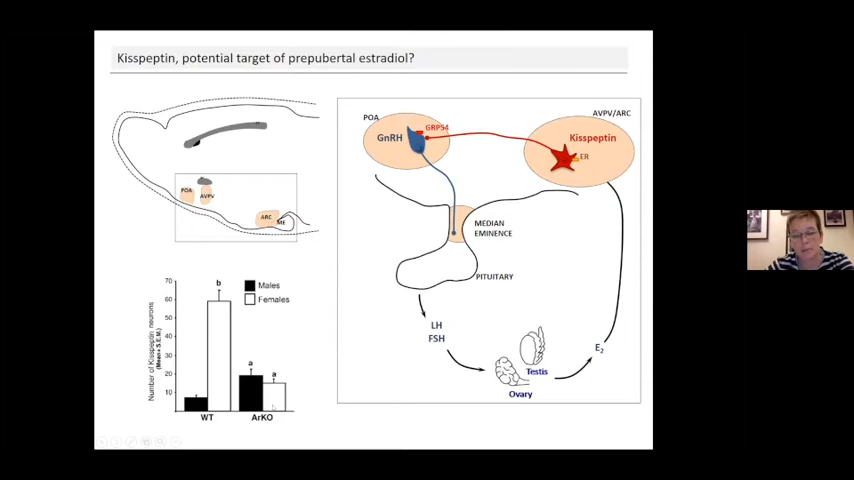 Kisspeptin, potential target of prepubertal estradiol?
POA
AVPV
ARC
ME
POA
GnRH
GRP54
AVPV/ARC
Kisspeptin
ER
MEDIAN
EMINENCE
PITUITARY
LH
FSH
Testis
Ovary
E2
Number of Kisspeptin neurons
(Mean+ S.E.M.)
70
60
50
40
30
20
10
b
a
a
Males
Females
WT
ArKO